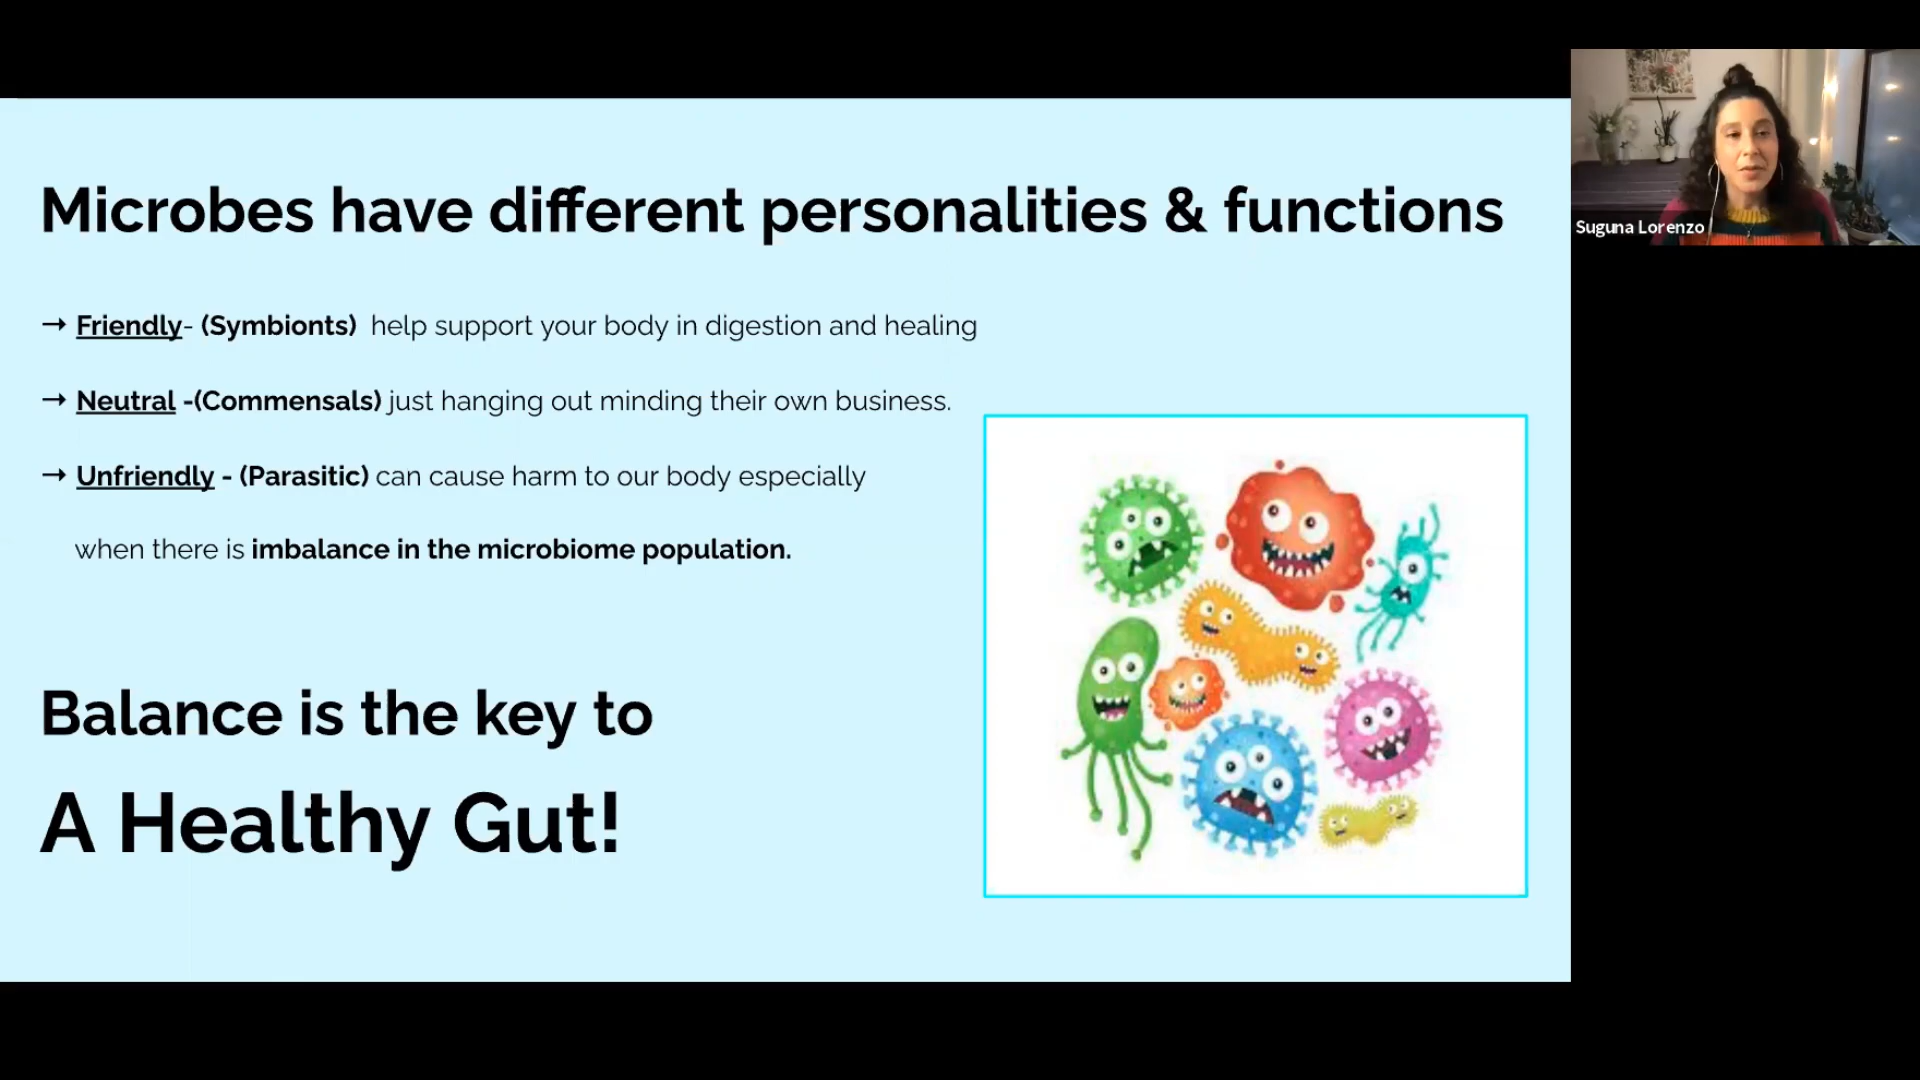 Microbes have different personalities & functions
→ Friendly- (Symbionts) help support your body in digestion and healing
→ Neutral -(Commensals) just hanging out minding their own business.
→ Unfriendly - (Parasitic) can cause harm to our body especially
when there is imbalance in the microbiome population.
Balance is the key to
A Healthy Gut!
Suguna Lorenzo